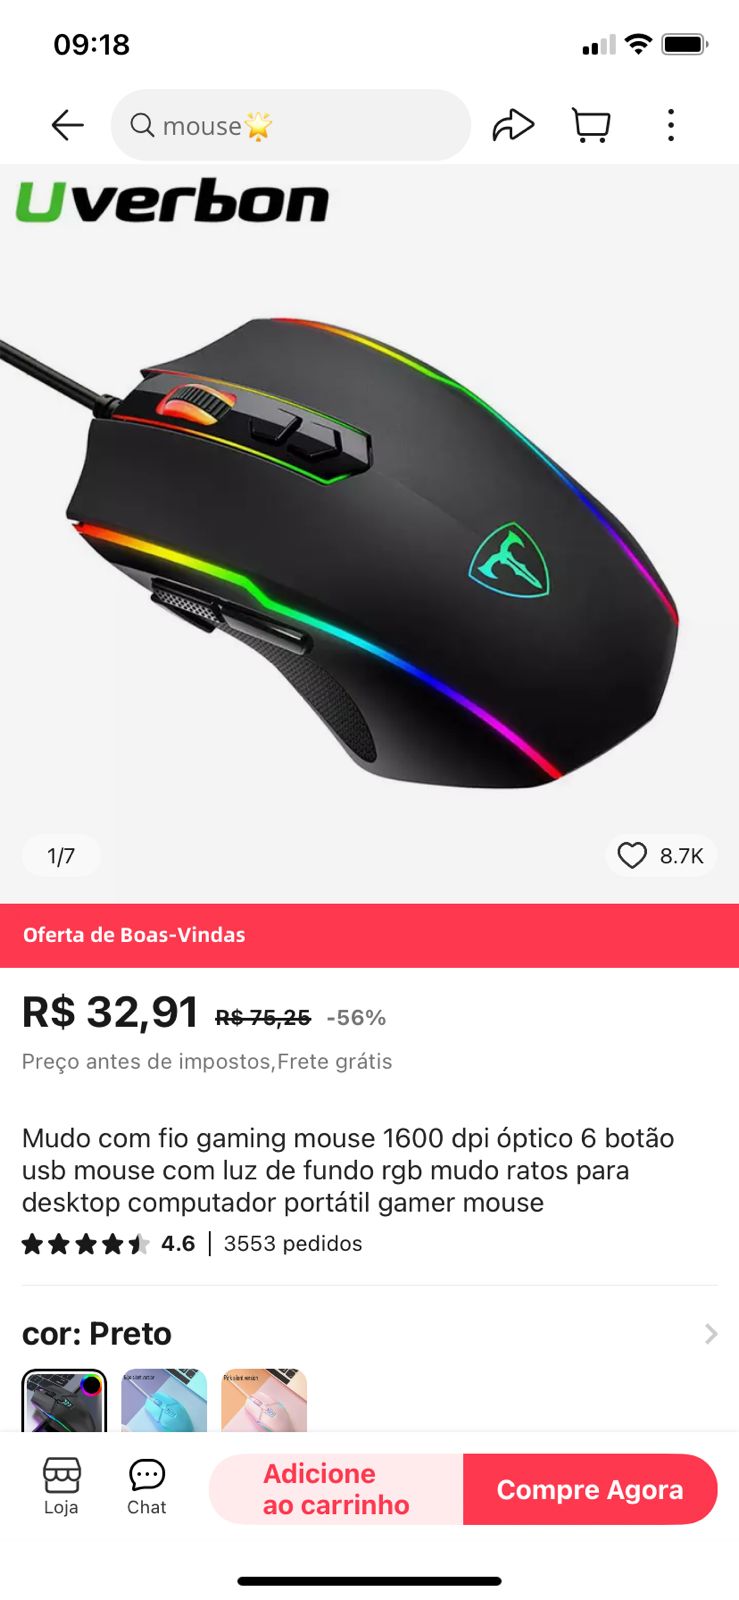 09:18
mouse🌟
Uverbon
1/7
8.7K
Oferta de Boas-Vindas
R$ 32,91 R$ 75,25 -56%
Preço antes de impostos,Frete grátis
Mudo com fio gaming mouse 1600 dpi óptico 6 botão
usb mouse com luz de fundo rgb mudo ratos para
desktop computador portátil gamer mouse
4.6 | 3553 pedidos
cor: Preto
Loja
Chat
Adicione
ao carrinho
Compre Agora